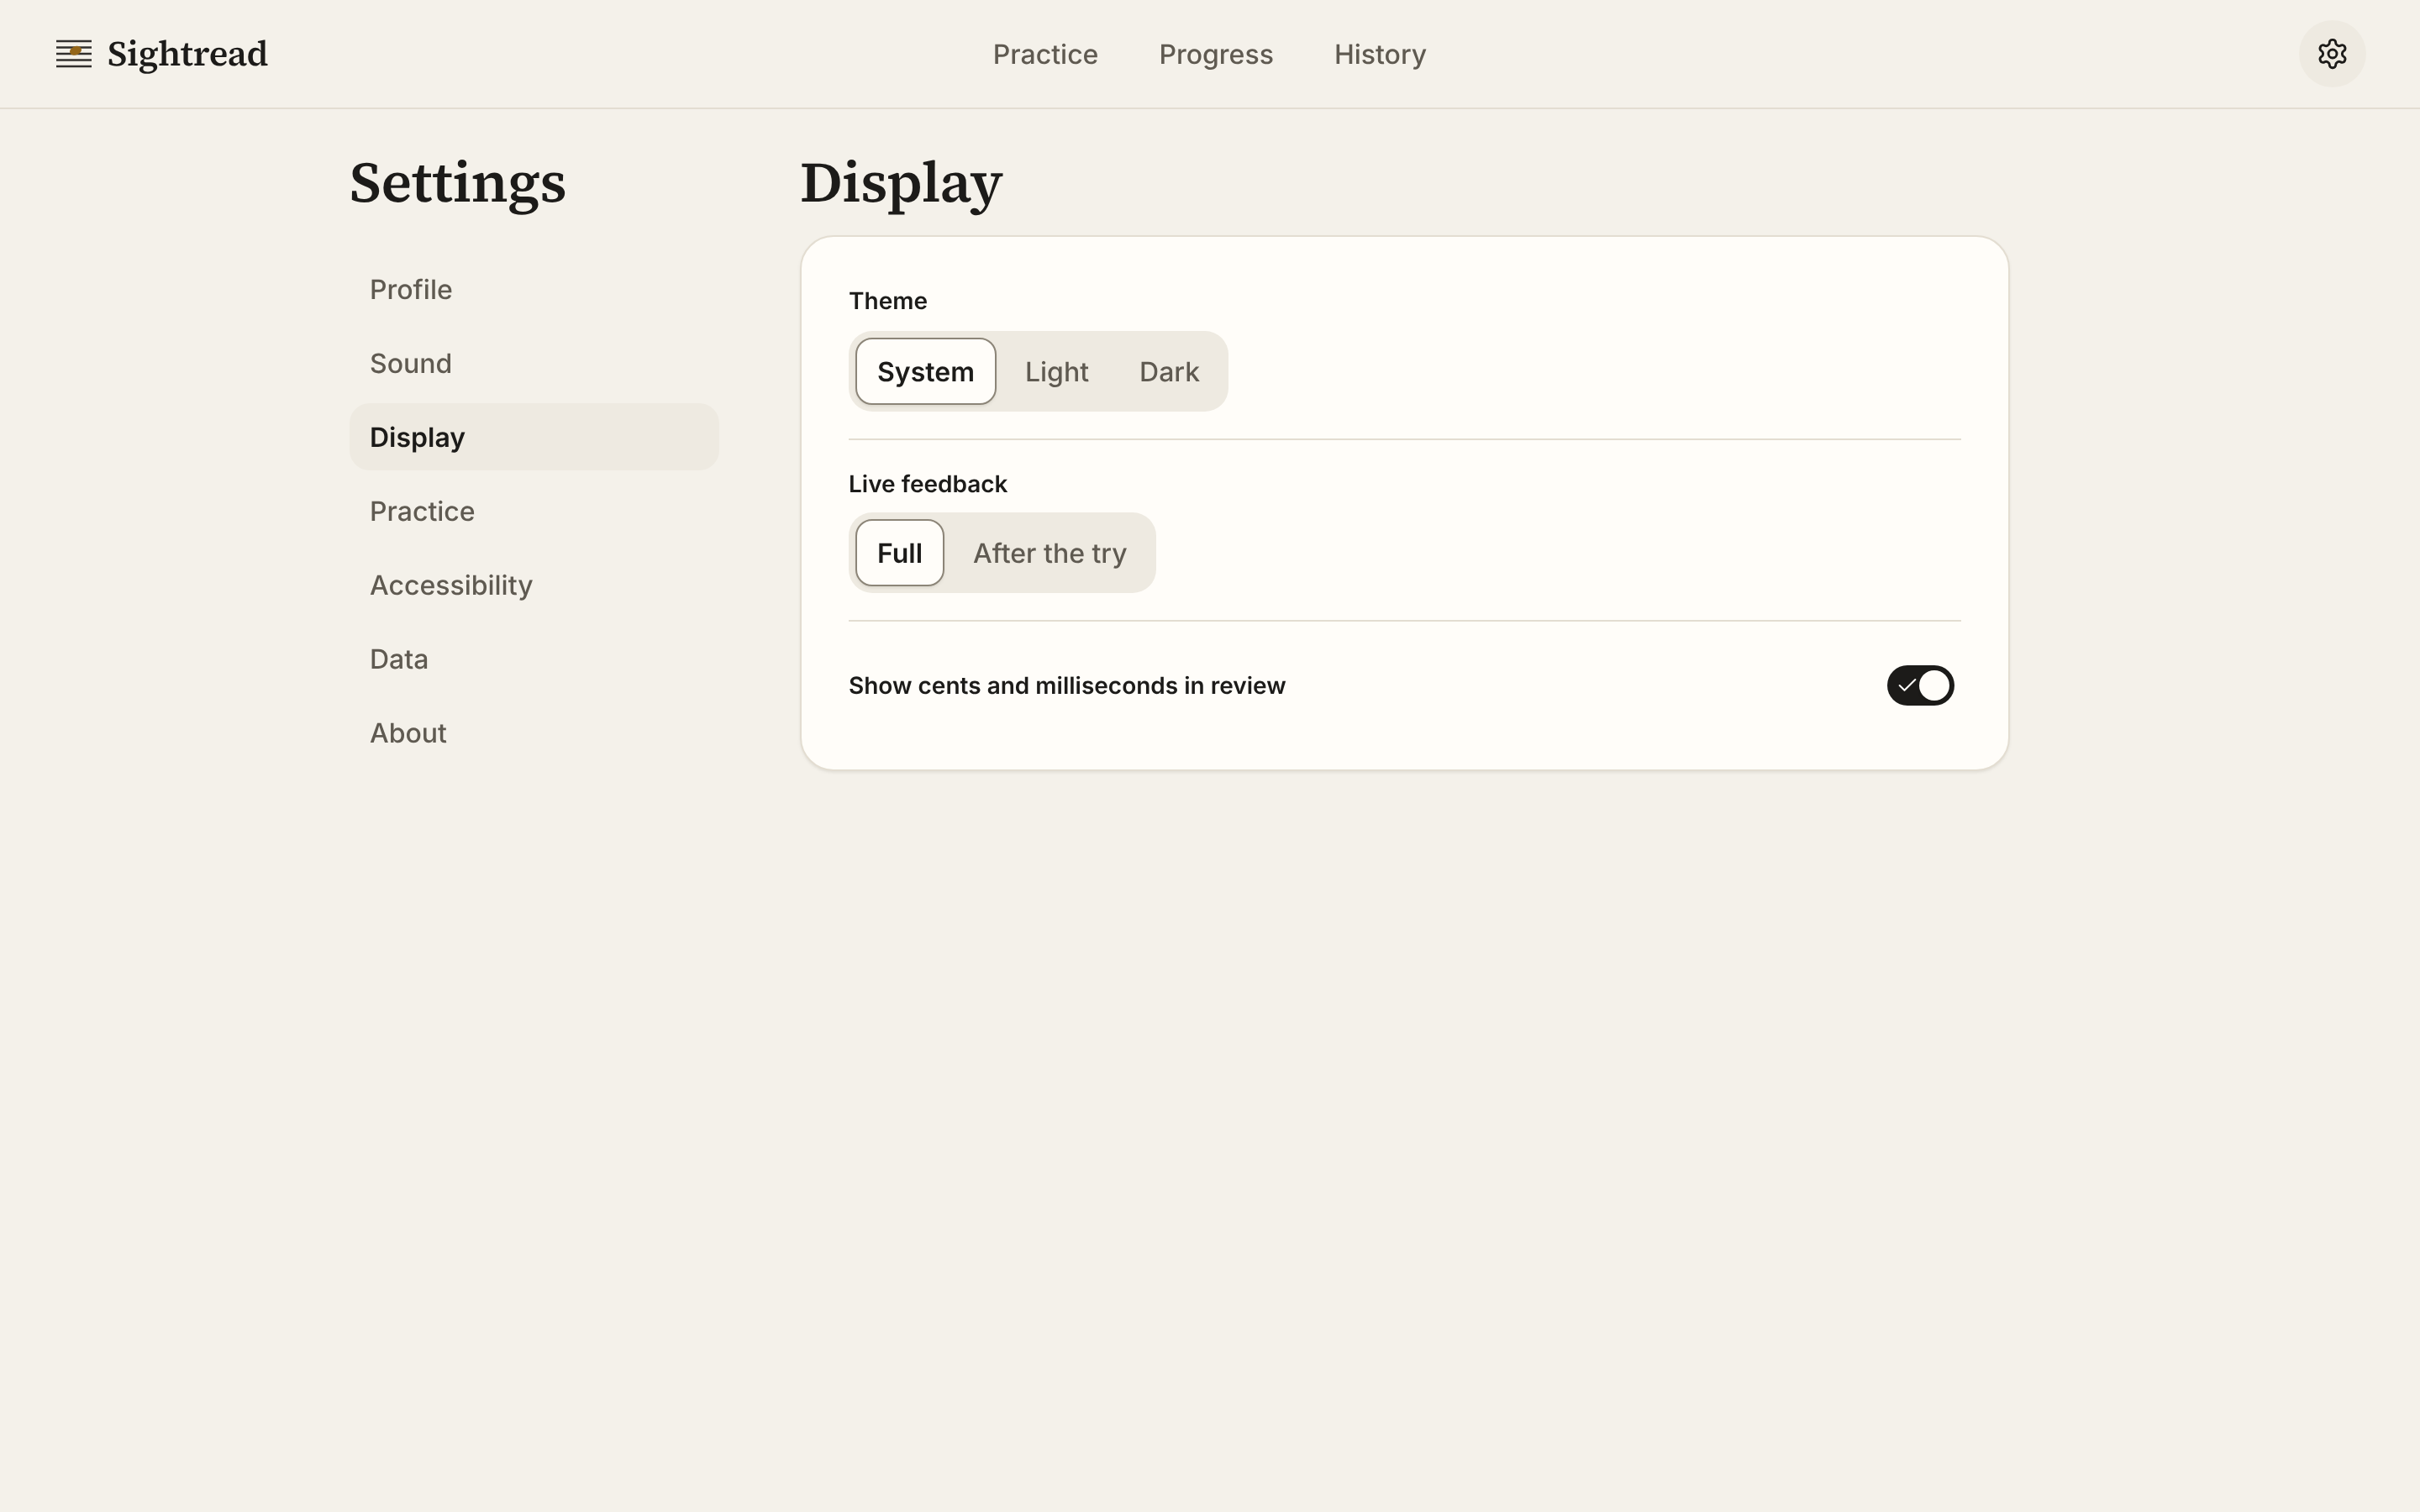 Sightread
Practice
Progress
History
Settings
Profile
Sound
Display
Practice
Accessibility
Data
About
Display
Theme
System
Light
Dark
Live feedback
Full
After the try
Show cents and milliseconds in review